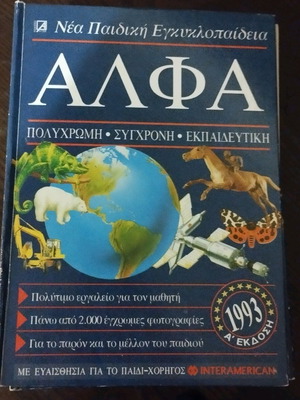 Νέα Παιδική Εγκυκλοπαίδεια
ΑΛΦΑ
ΠΟΛΥΧΡΩΜΗ • ΣΥΓΧΡΟΝΗ • ΕΚΠΑΙΔΕΥΤΙΚΗ
Πολύτιμο εργαλείο για τον μαθητή
Πάνω από 2.000 έγχρωμες φωτογραφίες
Για το παρόν και το μέλλον του παιδιού
1993
Α' ΕΚΔΟΣΗ
ΜΕ ΕΥΑΙΣΘΗΣΙΑ ΓΙΑ ΤΟ ΠΑΙΔΙ-ΧΟΡΗΓΟΣ INTERAMERICAN